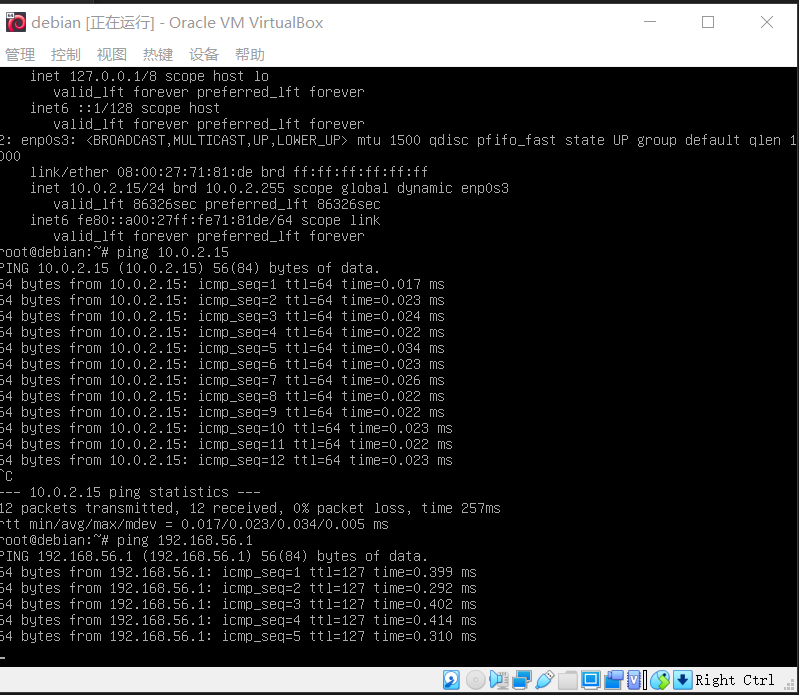 debian [正在运行] - Oracle VM VirtualBox
管理 控制 视图 热键 设备 帮助
inet 127.0.0.1/8 scope host lo
valid_lft forever preferred_lft forever
inet6 ::1/128 scope host
valid_lft forever preferred_lft forever
2: enp0s3: <BROADCAST,MULTICAST,UP,LOWER_UP> mtu 1500 qdisc pfifo_fast state UP group default qlen 1
000
link/ether 08:00:27:71:81:de brd ff:ff:ff:ff:ff:ff
inet 10.0.2.15/24 brd 10.0.2.255 scope global dynamic enp0s3
valid_lft 86326sec preferred_lft 86326sec
inet6 fe80::a00:27ff:fe71:81de/64 scope link
valid_lft forever preferred_lft forever
root@debian:~# ping 10.0.2.15
PING 10.0.2.15 (10.0.2.15) 56(84) bytes of data.
64 bytes from 10.0.2.15: icmp_seq=1 ttl=64 time=0.017 ms
64 bytes from 10.0.2.15: icmp_seq=2 ttl=64 time=0.023 ms
64 bytes from 10.0.2.15: icmp_seq=3 ttl=64 time=0.024 ms
64 bytes from 10.0.2.15: icmp_seq=4 ttl=64 time=0.022 ms
64 bytes from 10.0.2.15: icmp_seq=5 ttl=64 time=0.034 ms
64 bytes from 10.0.2.15: icmp_seq=6 ttl=64 time=0.023 ms
64 bytes from 10.0.2.15: icmp_seq=7 ttl=64 time=0.026 ms
64 bytes from 10.0.2.15: icmp_seq=8 ttl=64 time=0.022 ms
64 bytes from 10.0.2.15: icmp_seq=9 ttl=64 time=0.022 ms
64 bytes from 10.0.2.15: icmp_seq=10 ttl=64 time=0.023 ms
64 bytes from 10.0.2.15: icmp_seq=11 ttl=64 time=0.022 ms
64 bytes from 10.0.2.15: icmp_seq=12 ttl=64 time=0.023 ms
^C
--- 10.0.2.15 ping statistics ---
12 packets transmitted, 12 received, 0% packet loss, time 257ms
rtt min/avg/max/mdev = 0.017/0.023/0.034/0.005 ms
root@debian:~# ping 192.168.56.1
PING 192.168.56.1 (192.168.56.1) 56(84) bytes of data.
64 bytes from 192.168.56.1: icmp_seq=1 ttl=127 time=0.399 ms
64 bytes from 192.168.56.1: icmp_seq=2 ttl=127 time=0.292 ms
64 bytes from 192.168.56.1: icmp_seq=3 ttl=127 time=0.402 ms
64 bytes from 192.168.56.1: icmp_seq=4 ttl=127 time=0.414 ms
64 bytes from 192.168.56.1: icmp_seq=5 ttl=127 time=0.310 ms
Right Ctrl